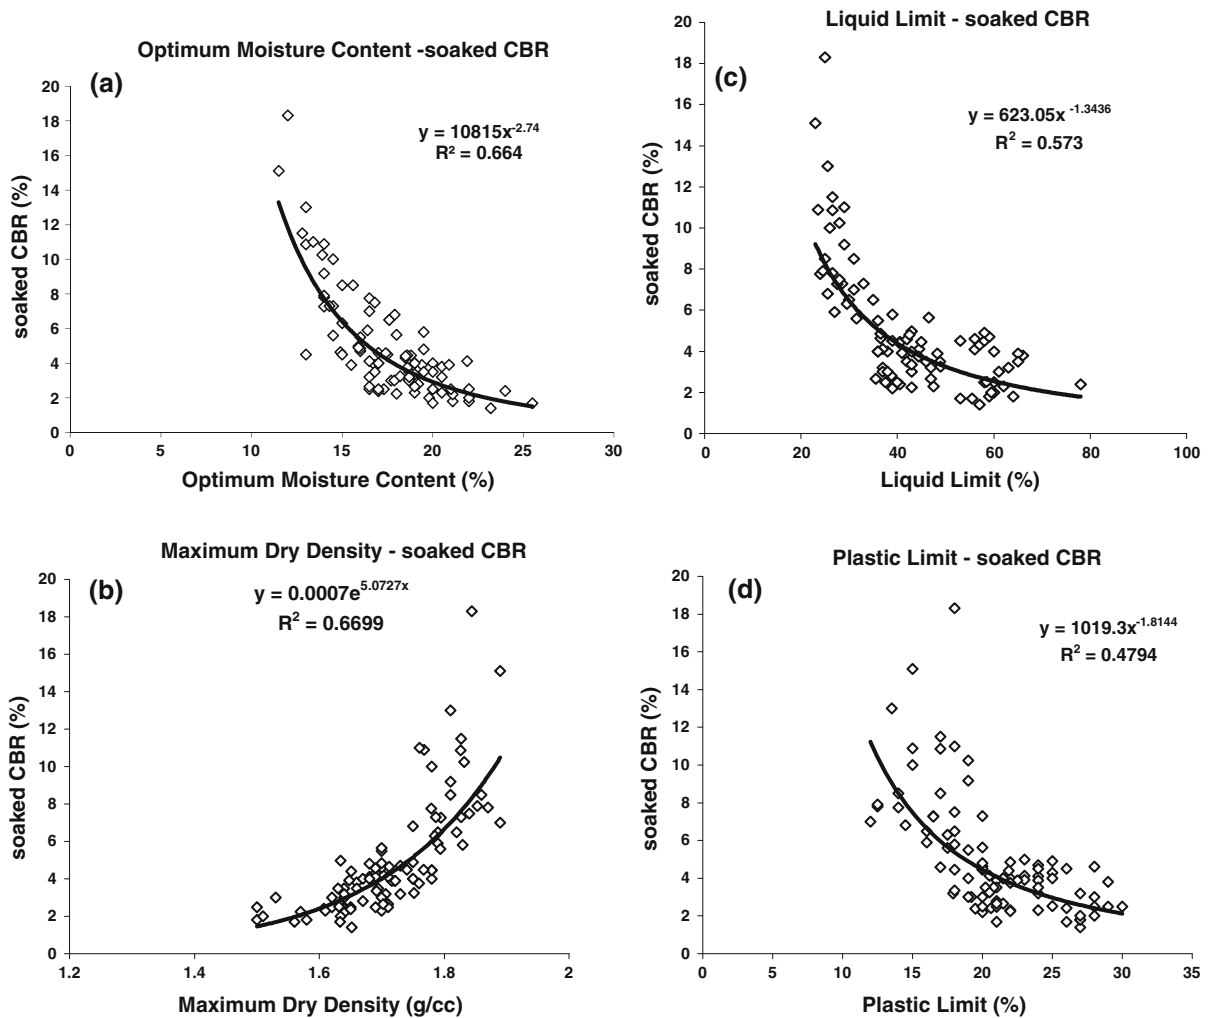 Optimum Moisture Content -soaked CBR
(a)
y = 10815x^-2.74
R² = 0.664
soaked CBR (%)
20
18
16
14
12
10
8
6
4
2
0
0 5 10 15 20 25 30
Optimum Moisture Content (%)
Liquid Limit - soaked CBR
(c)
y = 623.05x^-1.3436
R² = 0.573
soaked CBR (%)
20
18
16
14
12
10
8
6
4
2
0
0 20 40 60 80 100
Liquid Limit (%)
Maximum Dry Density - soaked CBR
(b)
y = 0.0007e^5.0727x
R² = 0.6699
soaked CBR (%)
20
18
16
14
12
10
8
6
4
2
0
1.2 1.4 1.6 1.8 2
Maximum Dry Density (g/cc)
Plastic Limit - soaked CBR
(d)
y = 1019.3x^-1.8144
R² = 0.4794
soaked CBR (%)
20
18
16
14
12
10
8
6
4
2
0
0 5 10 15 20 25 30 35
Plastic Limit (%)